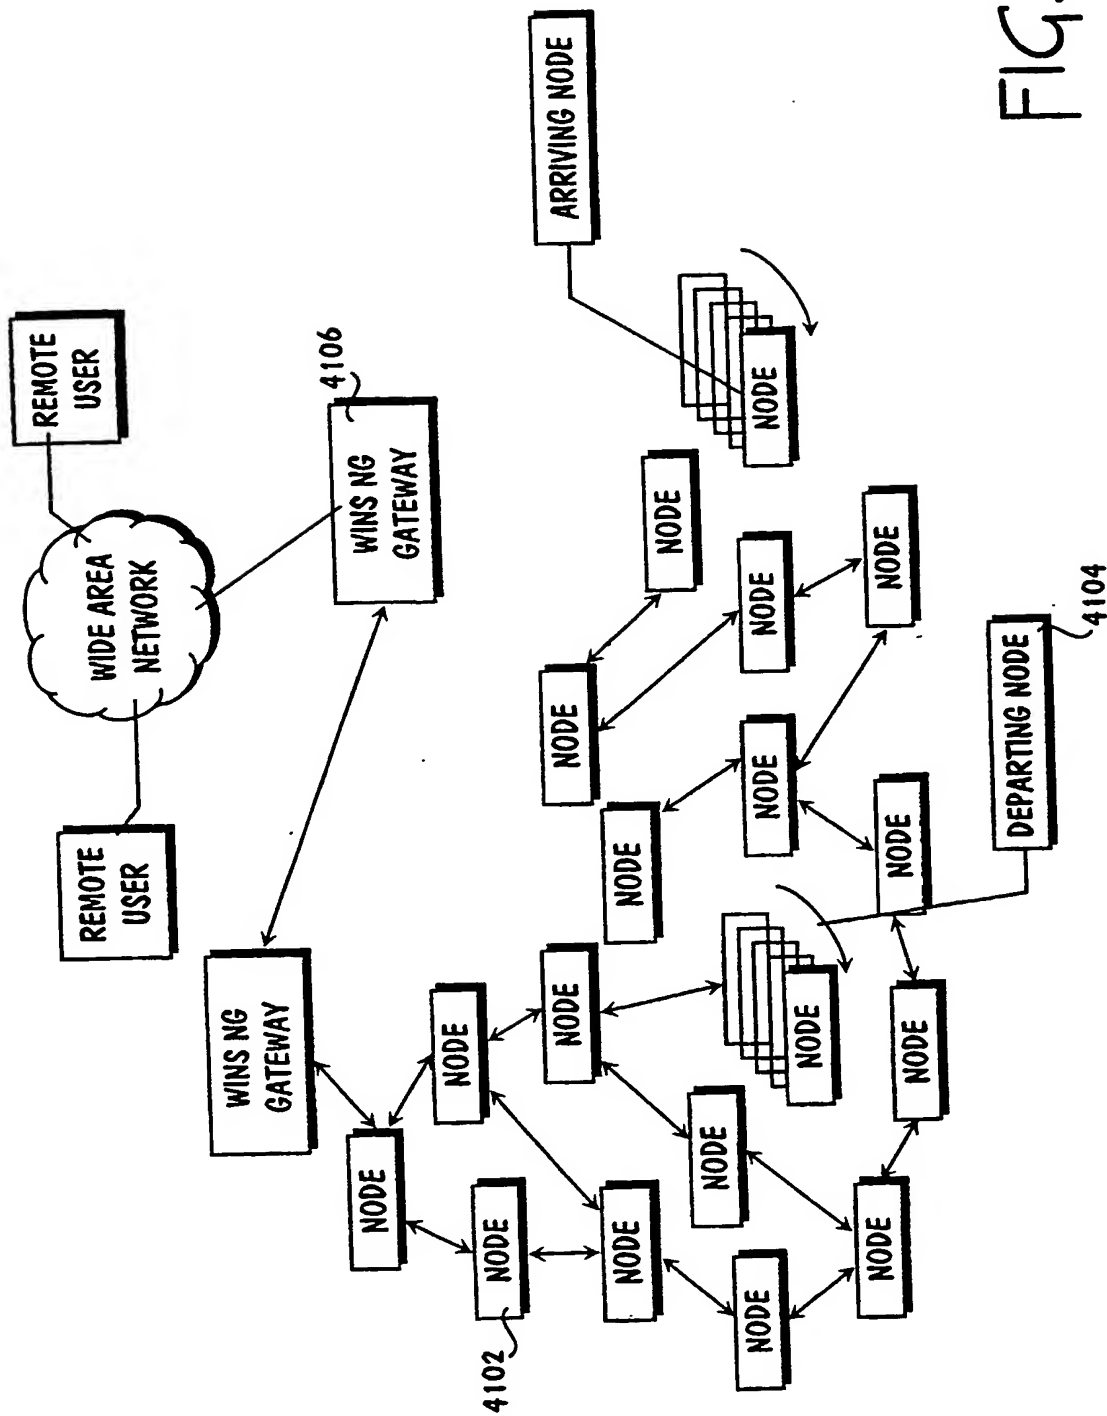 REMOTE
USER
WIDE AREA
NETWORK
REMOTE
USER
WINS NG
GATEWAY
4106
WINS NG
GATEWAY
NODE
NODE
4102
NODE
NODE
NODE
ARRIVING NODE
NODE
NODE
NODE
NODE
NODE
NODE
NODE
NODE
NODE
NODE
NODE
NODE
NODE
DEPARTING NODE
4104
FIG.